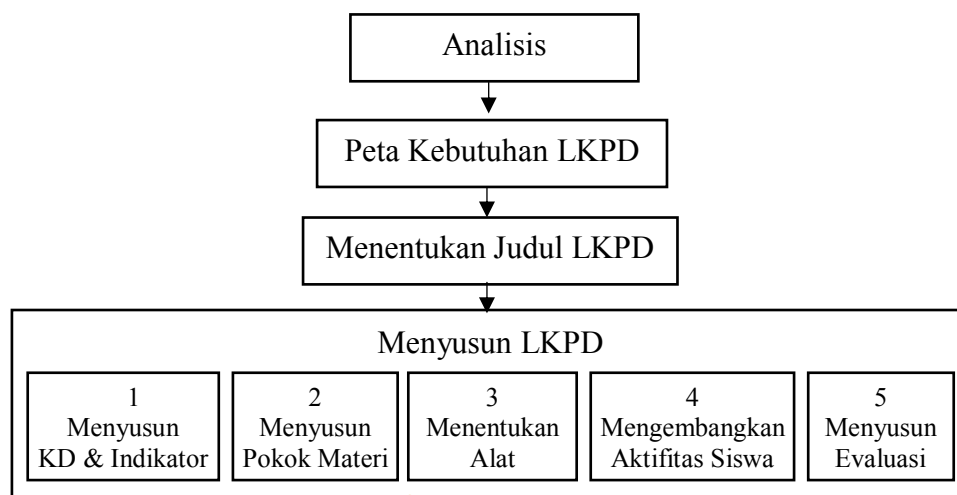 Analisis
Peta Kebutuhan LKPD
Menentukan Judul LKPD
Menyusun LKPD
1
Menyusun
KD & Indikator
2
Menyusun
Pokok Materi
3
Menentukan
Alat
4
Mengembangkan
Aktifitas Siswa
5
Menyusun
Evaluasi